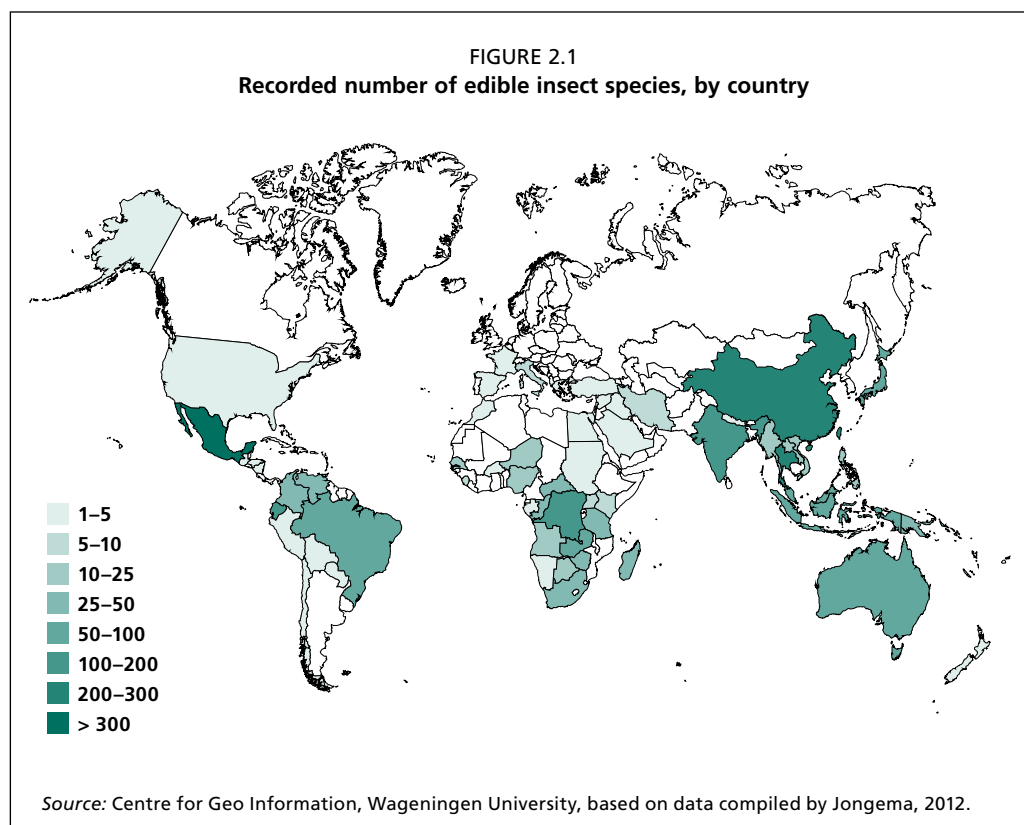 FIGURE 2.1
Recorded number of edible insect species, by country
1–5
5–10
10–25
25–50
50–100
100–200
200–300
> 300
Source: Centre for Geo Information, Wageningen University, based on data compiled by Jongema, 2012.